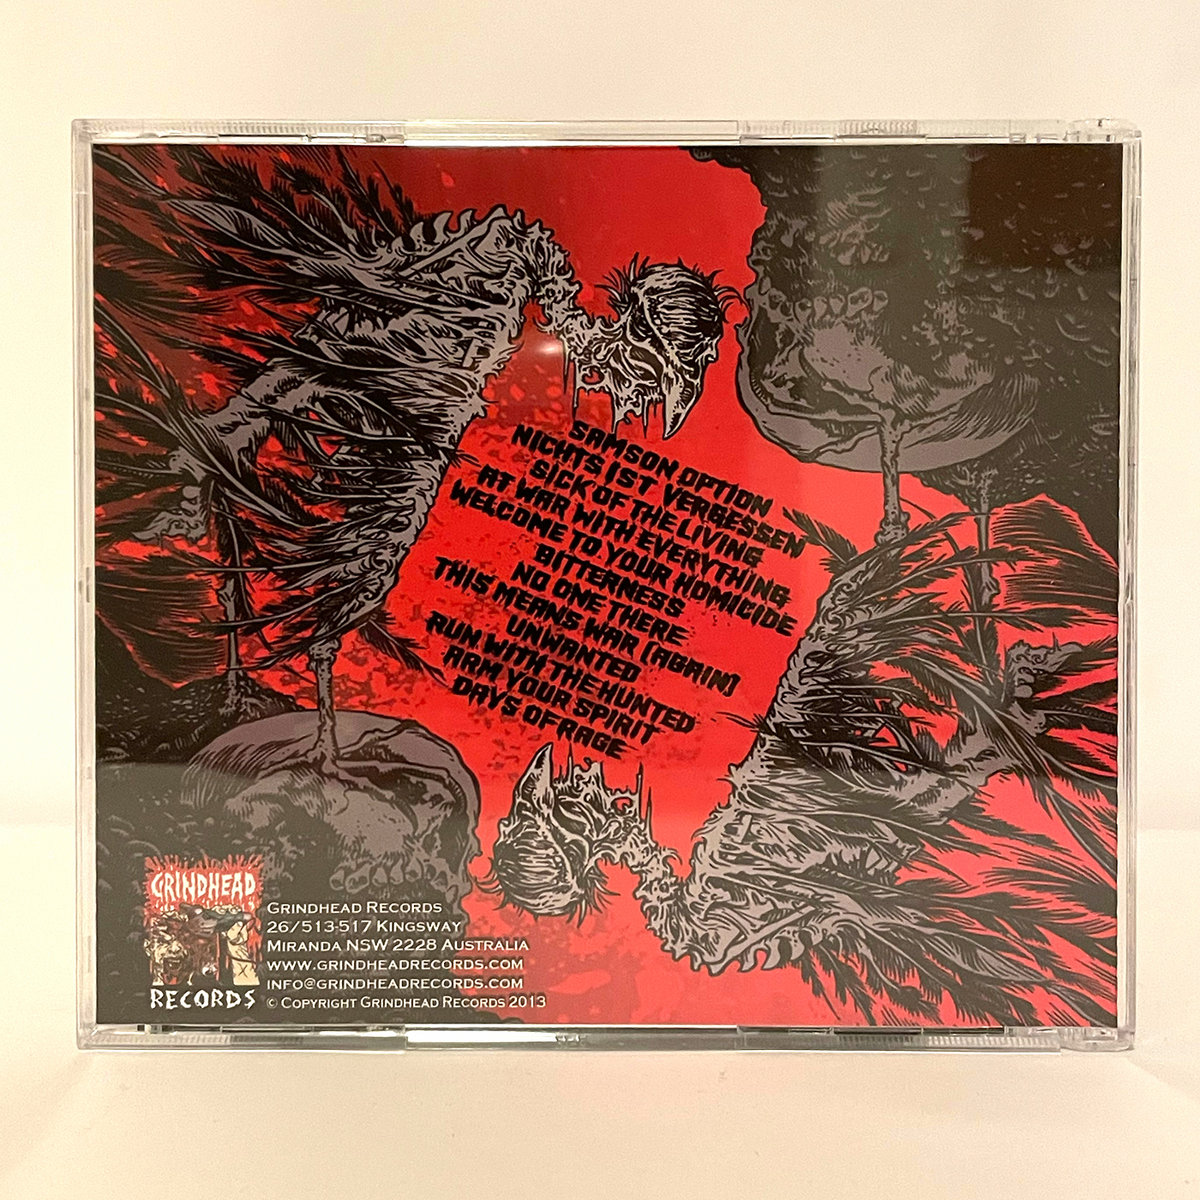 SAMSON OPTION
NICHTS IST VERGESSEN
SICK OF THE LIVING
AT WAR WITH EVERYTHING
WELCOME TO YOUR HOMICIDE
BITTERNESS
NO ONE THERE
THIS MEANS WAR (AGAIN)
UNWANTED
RUN WITH THE HUNTED
ARM YOUR SPIRIT
DAYS OF RAGE
GRINDHEAD
RECORDS
GRINDHEAD RECORDS
26/513-517 KINGSWAY
MIRANDA NSW 2228 AUSTRALIA
WWW.GRINDHEADRECORDS.COM
INFO@GRINDHEADRECORDS.COM
© COPYRIGHT GRINDHEAD RECORDS 2013